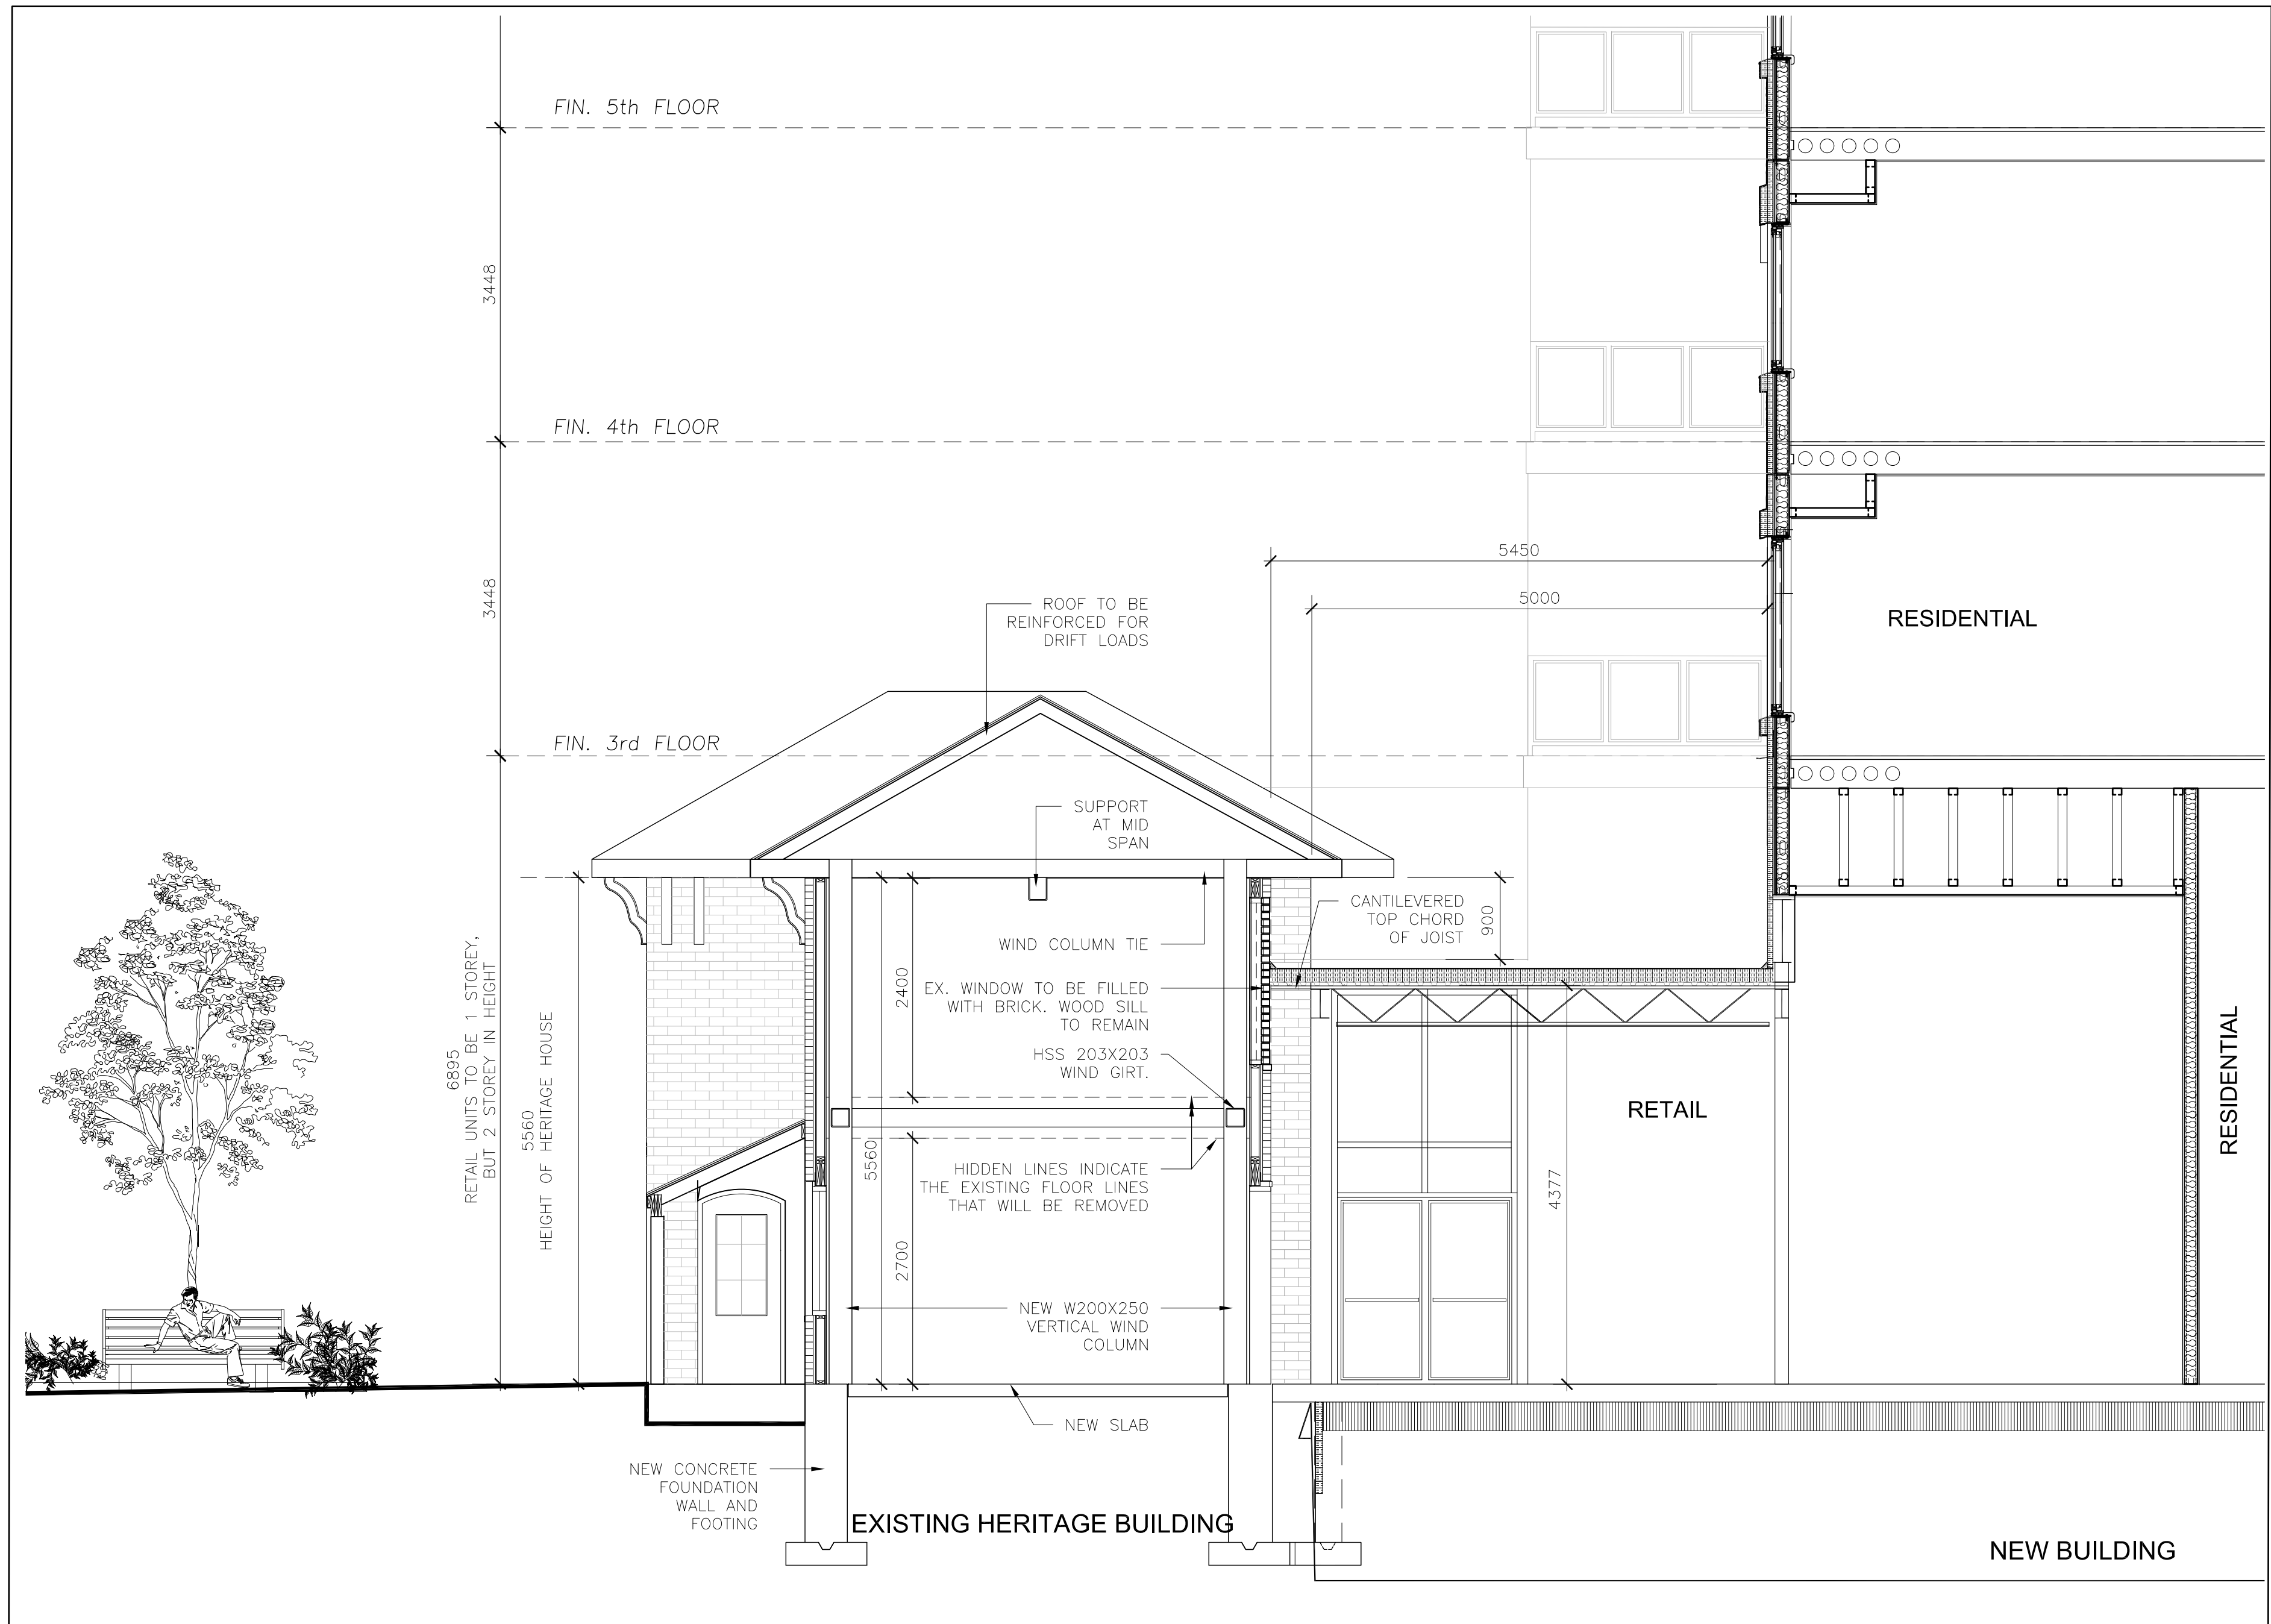 FIN. 5th FLOOR
3448
FIN. 4th FLOOR
3448
5450
5000
ROOF TO BE
REINFORCED FOR
DRIFT LOADS
RESIDENTIAL
FIN. 3rd FLOOR
SUPPORT
AT MID
SPAN
CANTILEVERED
TOP CHORD
OF JOIST
900
WIND COLUMN TIE
2400
EX. WINDOW TO BE FILLED
WITH BRICK. WOOD SILL
TO REMAIN
HSS 203X203
WIND GIRT.
6895
RETAIL UNITS TO BE 1 STOREY,
BUT 2 STOREY IN HEIGHT
5560
HEIGHT OF HERITAGE HOUSE
5560
RETAIL
RESIDENTIAL
HIDDEN LINES INDICATE
THE EXISTING FLOOR LINES
THAT WILL BE REMOVED
4377
2700
NEW W200X250
VERTICAL WIND
COLUMN
NEW SLAB
NEW CONCRETE
FOUNDATION
WALL AND
FOOTING
EXISTING HERITAGE BUILDING
NEW BUILDING